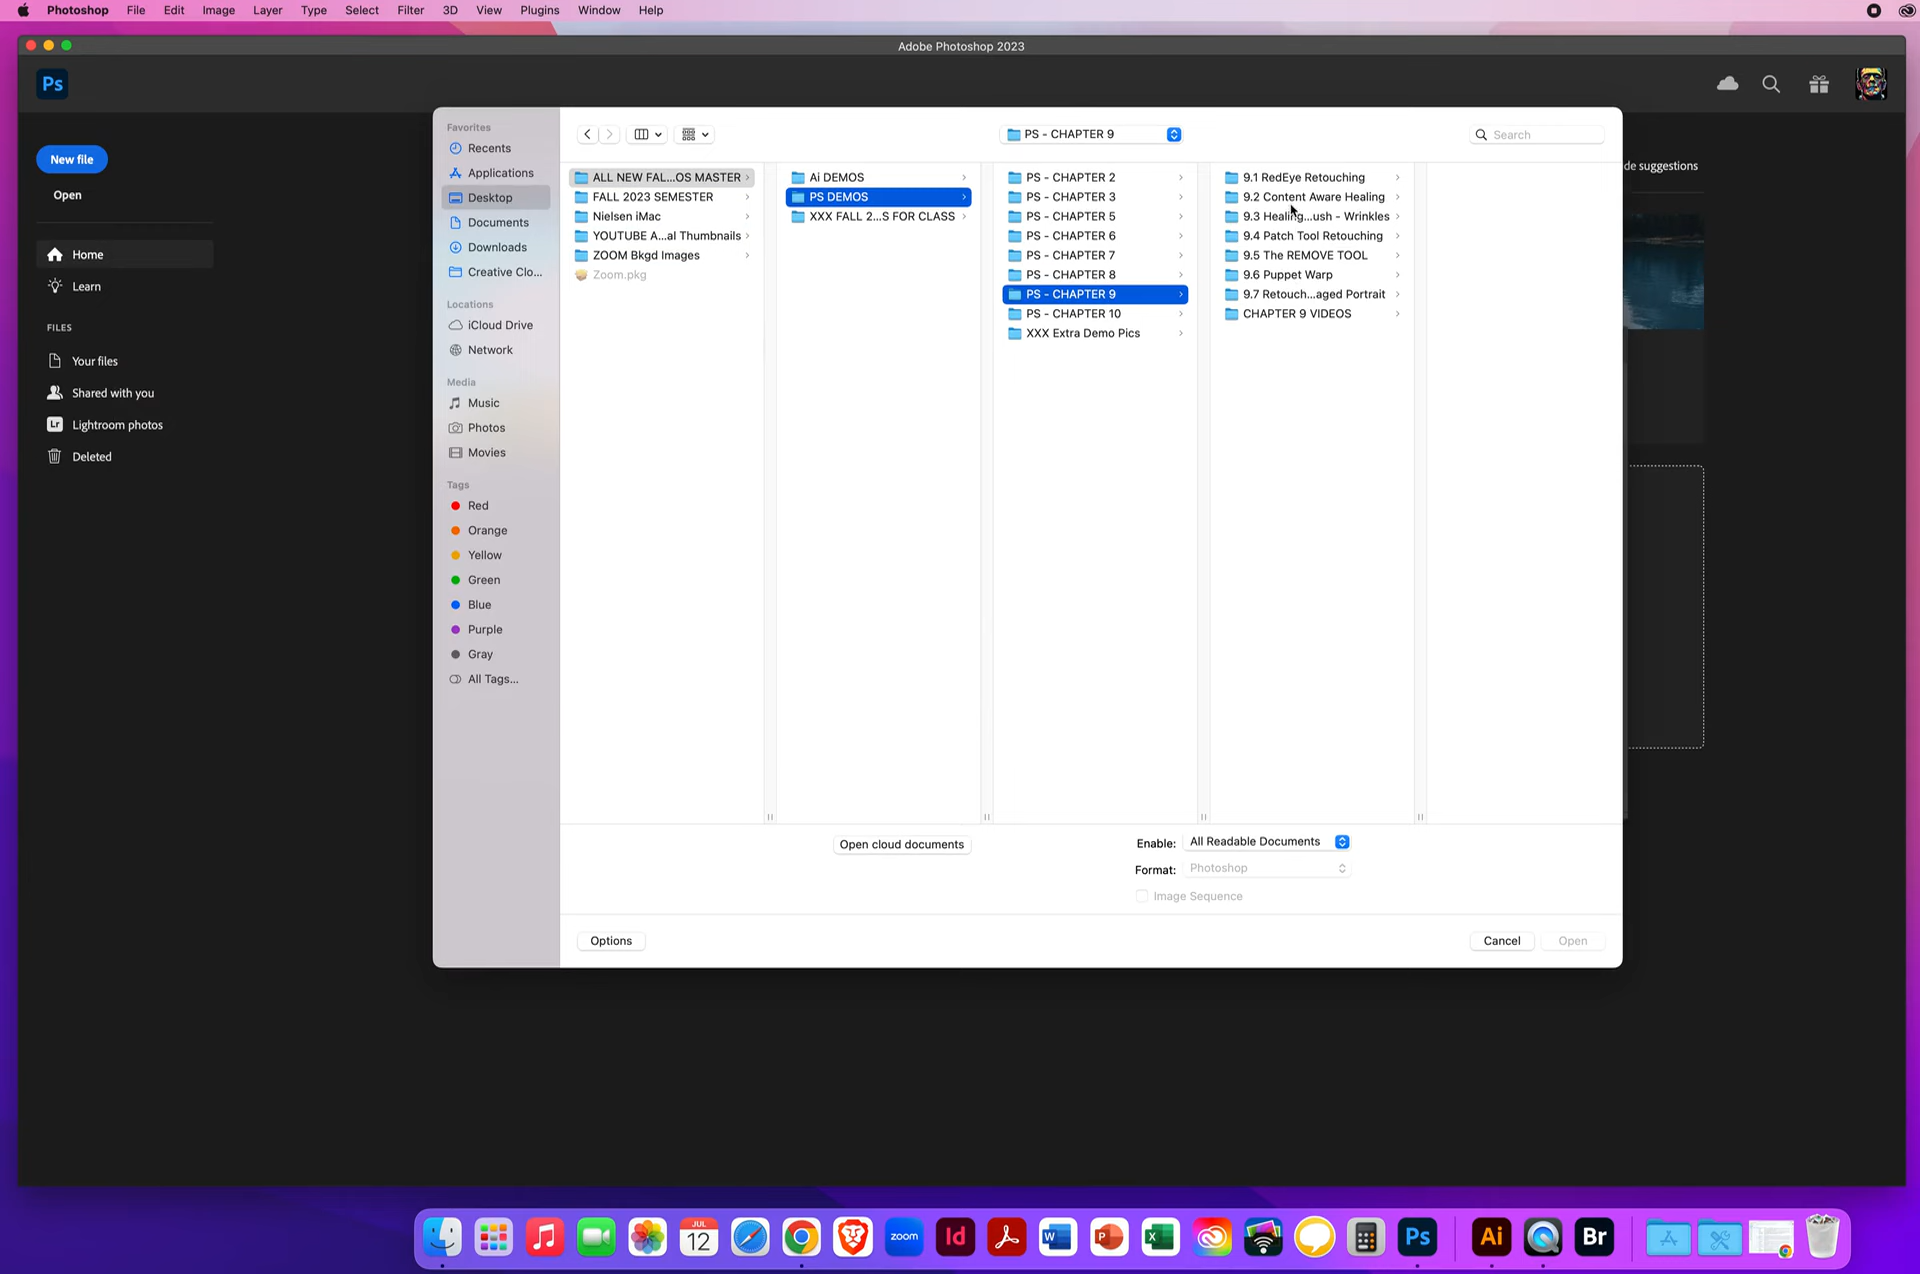 Photoshop File Edit Image Layer Type Select Filter 3D View Plugins Window Help
Adobe Photoshop 2023
Ps
New file
Open
Home
Learn
FILES
Your files
Shared with you
Lr Lightroom photos
Deleted
de suggestions
Favorites
Recents
Applications
Desktop
Documents
Downloads
Creative Clo...
Locations
iCloud Drive
Network
Media
Music
Photos
Movies
Tags
Red
Orange
Yellow
Green
Blue
Purple
Gray
All Tags...
PS - CHAPTER 9
Search
ALL NEW FAL...OS MASTER
FALL 2023 SEMESTER
Nielsen iMac
YOUTUBE A...al Thumbnails
ZOOM Bkgd Images
Zoom.pkg
Ai DEMOS
PS DEMOS
XXX FALL 2...S FOR CLASS
PS - CHAPTER 2
PS - CHAPTER 3
PS - CHAPTER 5
PS - CHAPTER 6
PS - CHAPTER 7
PS - CHAPTER 8
PS - CHAPTER 9
PS - CHAPTER 10
XXX Extra Demo Pics
9.1 RedEye Retouching
9.2 Content Aware Healing
9.3 Healing...ush - Wrinkles
9.4 Patch Tool Retouching
9.5 The REMOVE TOOL
9.6 Puppet Warp
9.7 Retouch...aged Portrait
CHAPTER 9 VIDEOS
Open cloud documents
Enable: All Readable Documents
Format: Photoshop
Image Sequence
Options
Cancel
Open
JUL
12
zoom
Id
W
P
X
Ps
Ai
Br